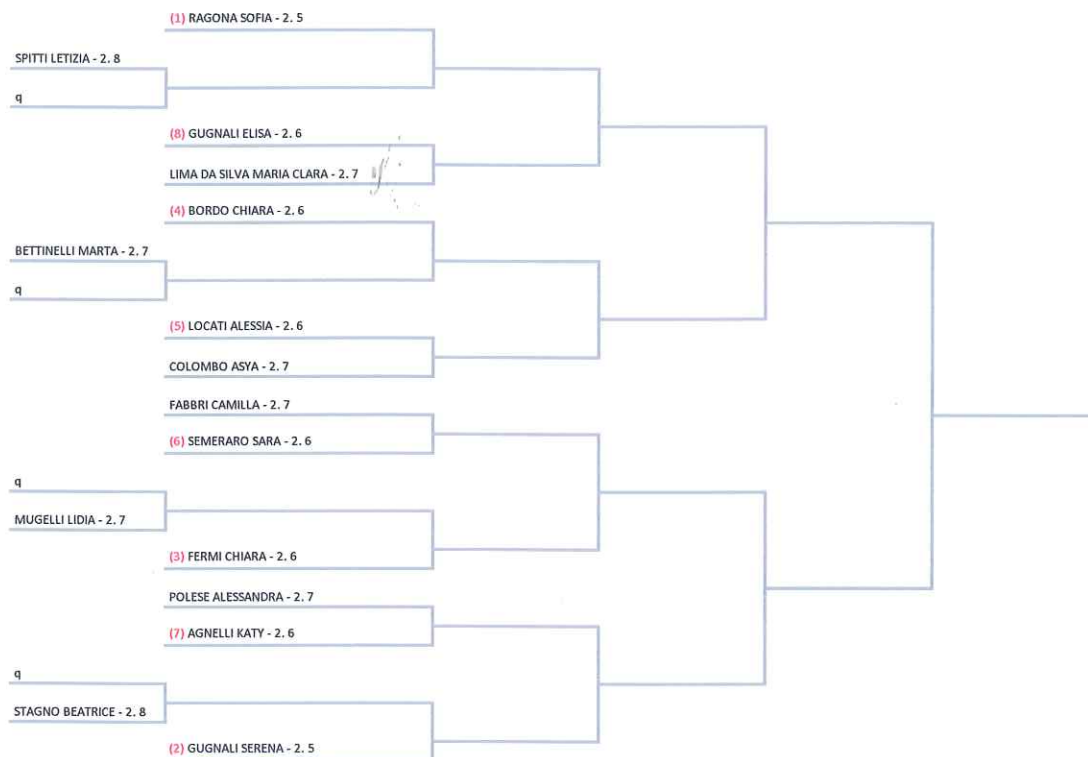 (1) RAGONA SOFIA - 2. 5
SPITTI LETIZIA - 2. 8
q
(8) GUGNALI ELISA - 2. 6
LIMA DA SILVA MARIA CLARA - 2. 7
(4) BORDO CHIARA - 2. 6
BETTINELLI MARTA - 2. 7
q
(5) LOCATI ALESSIA - 2. 6
COLOMBO ASYA - 2. 7
FABBRI CAMILLA - 2. 7
(6) SEMERARO SARA - 2. 6
q
MUGELLI LIDIA - 2. 7
(3) FERMI CHIARA - 2. 6
POLESE ALESSANDRA - 2. 7
(7) AGNELLI KATY - 2. 6
q
STAGNO BEATRICE - 2. 8
(2) GUGNALI SERENA - 2. 5